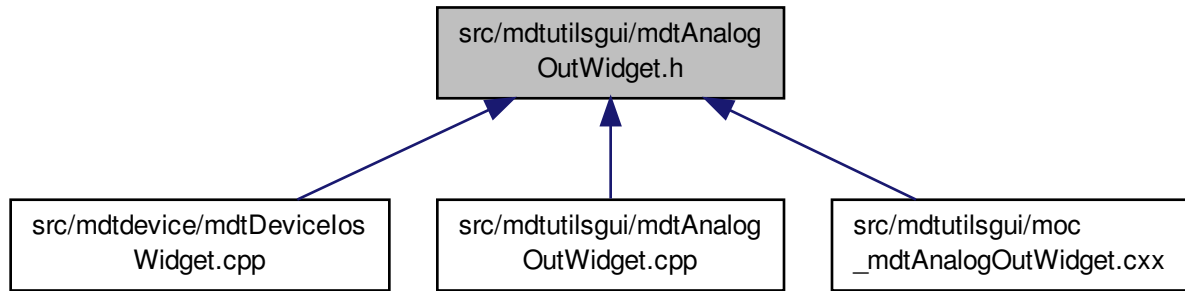 src/mdtutilsgui/mdtAnalog
OutWidget.h
src/mdtdevice/mdtDeviceIos
Widget.cpp
src/mdtutilsgui/mdtAnalog
OutWidget.cpp
src/mdtutilsgui/moc
_mdtAnalogOutWidget.cxx